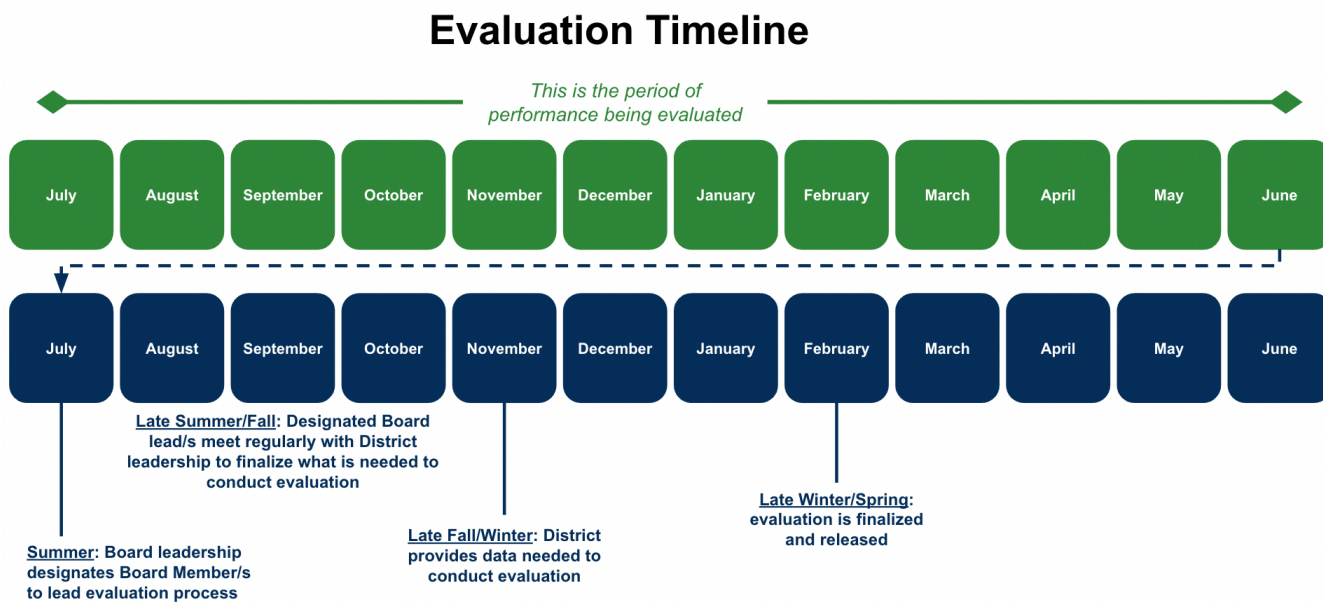 Evaluation Timeline
This is the period of
performance being evaluated
July August September October November December January February March April May June
July August September October November December January February March April May June
Late Summer/Fall: Designated Board
lead/s meet regularly with District
leadership to finalize what is needed to
conduct evaluation
Summer: Board leadership
designates Board Member/s
to lead evaluation process
Late Fall/Winter: District
provides data needed to
conduct evaluation
Late Winter/Spring:
evaluation is finalized
and released